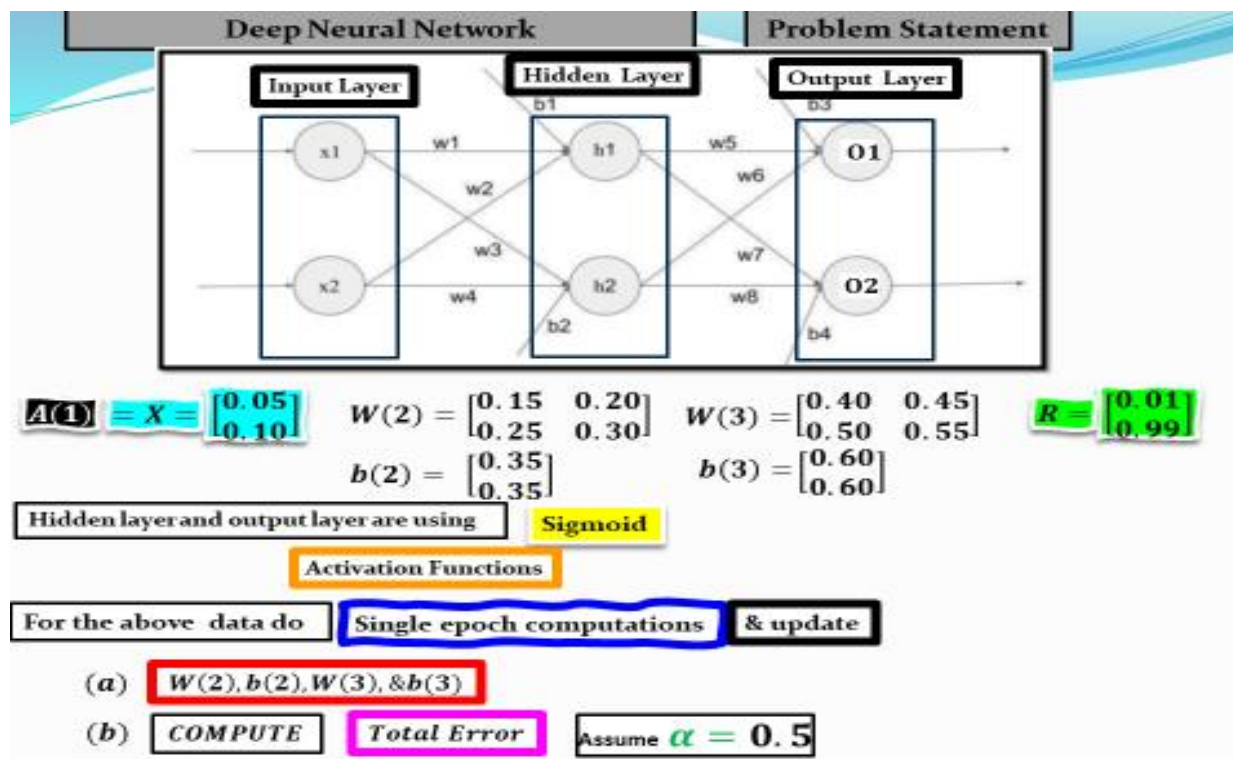 Deep Neural Network Problem Statement
Input Layer Hidden Layer Output Layer
b1 b3
x1 w1 h1 w5 O1
w2 w6
w3 w7
x2 w4 h2 w8 O2
b2 b4
A(1) = X = [0.05 0.10] W(2) = [0.15 0.20 0.25 0.30] W(3) = [0.40 0.45 0.50 0.55] R = [0.01 0.99]
b(2) = [0.35 0.35] b(3) = [0.60 0.60]
Hidden layer and output layer are using Sigmoid
Activation Functions
For the above data do Single epoch computations & update
(a) W(2), b(2), W(3), &b(3)
(b) COMPUTE Total Error Assume α = 0.5